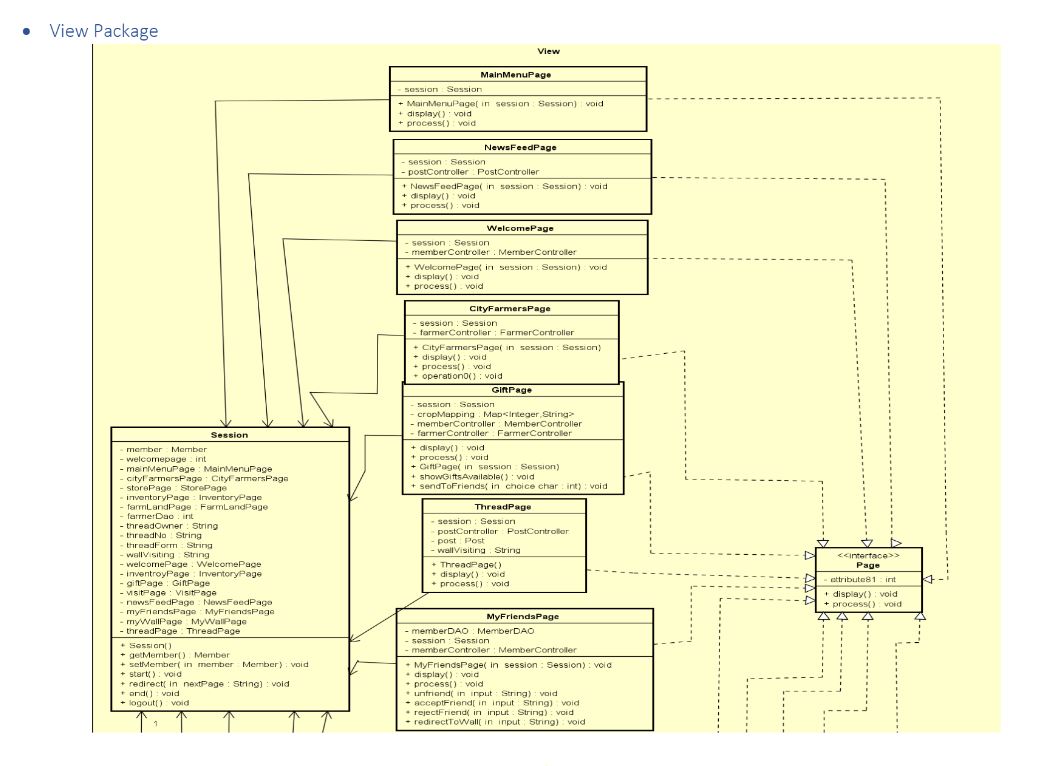 • View Package
View
MainMenuPage
- session : Session
+ MainMenuPage( in session : Session) : void
+ display() : void
+ process() : void
NewsFeedPage
- session : Session
- postController : PostController
+ NewsFeedPage( in session : Session) : void
+ display() : void
+ process() : void
WelcomePage
- session : Session
- memberController : MemberController
+ WelcomePage( in session : Session) : void
+ display() : void
+ process() : void
CityFarmersPage
- session : Session
- farmerController : FarmerController
+ CityFarmersPage( in session : Session)
+ display() : void
+ process() : void
+ operation0() : void
GiftPage
- session : Session
- cropMapping : Map<Integer,String>
- memberController : MemberController
- farmerController : FarmerController
+ display() : void
+ process() : void
+ GiftPage( in session : Session)
+ showGiftsAvailable() : void
+ sendToFriends( in choice char : int) : void
Session
- member : Member
- welcomepage : int
- mainMenuPage : MainMenuPage
- cityFarmersPage : CityFarmersPage
- storePage : StorePage
- inventoryPage : InventoryPage
- farmLandPage : FarmLandPage
- farmerDao : int
- threadOwner : String
- threadNo : String
- threadForm : String
- wallVisiting : String
- welcomePage : WelcomePage
- inventroyPage : InventoryPage
- giftPage : GiftPage
- visitPage : VisitPage
- newsFeedPage : NewsFeedPage
- myFriendsPage : MyFriendsPage
- myWallPage : MyWallPage
- threadPage : ThreadPage
+ Session()
+ getMember() : Member
+ setMember( in member : Member) : void
+ start() : void
+ redirect( in nextPage : String) : void
+ end() : void
+ logout() : void
1
ThreadPage
- session : Session
- postController : PostController
- post : Post
- wallVisiting : String
+ ThreadPage()
+ display() : void
+ process() : void
<<interface>>
Page
- attribute81 : int
+ display() : void
+ process() : void
MyFriendsPage
- memberDAO : MemberDAO
- session : Session
- memberController : MemberController
+ MyFriendsPage( in session : Session) : void
+ display() : void
+ process() : void
+ unfriend( in input : String) : void
+ acceptFriend( in input : String) : void
+ rejectFriend( in input : String) : void
+ redirectToWall( in input : String) : void